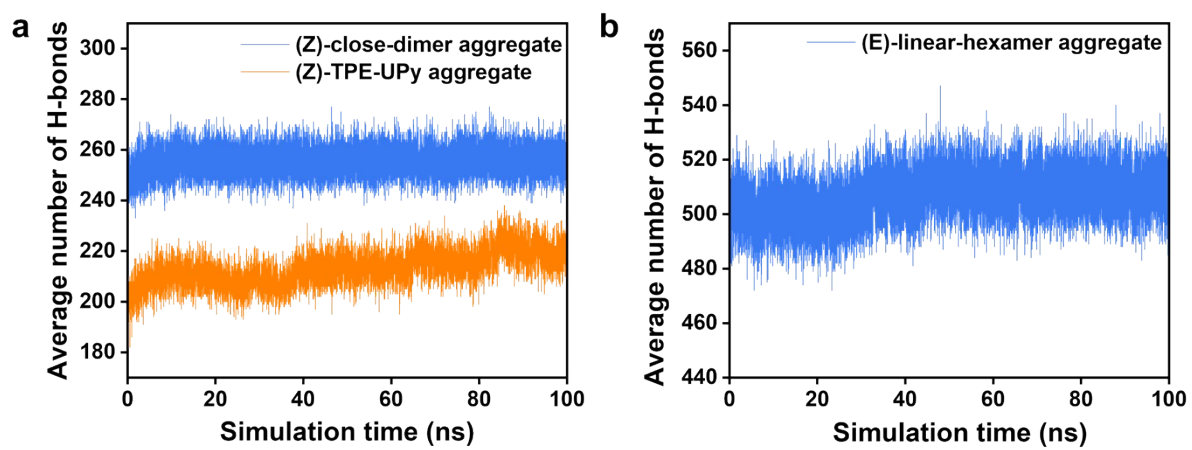 a
300
280
260
240
220
200
180
Average number of H-bonds
(Z)-close-dimer aggregate
(Z)-TPE-UPy aggregate
0 20 40 60 80 100
Simulation time (ns)
b
560
540
520
500
480
460
440
Average number of H-bonds
(E)-linear-hexamer aggregate
0 20 40 60 80 100
Simulation time (ns)